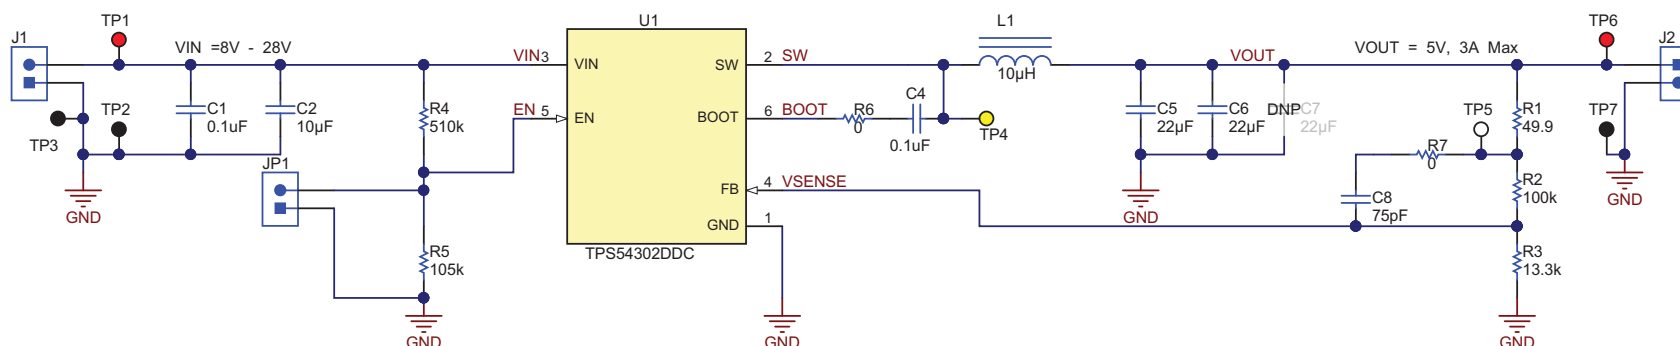 J1
TP1
VIN =8V - 28V
TP3
TP2
C1
0.1uF
C2
10µF
GND
JP1
R4
510k
R5
105k
GND
U1
VIN 3
VIN
EN 5
EN
SW
2 SW
BOOT
6 BOOT
FB
4 VSENSE
GND
1
TPS54302DDC
GND
R6
0
C4
0.1uF
TP4
L1
10µH
VOUT
C5
22µF
C6
22µF
DNP C7
22µF
GND
VOUT = 5V, 3A Max
TP5
R7
0
C8
75pF
R1
49.9
R2
100k
R3
13.3k
GND
TP6
TP7
J2
GND